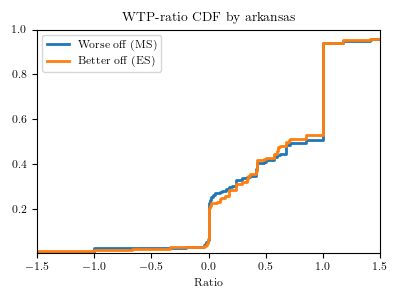 WTP-ratio CDF by arkansas
1.0
Worse off (MS)
Better off (ES)
0.8
0.6
0.4
0.2
−1.5 −1.0 −0.5 0.0 0.5 1.0 1.5
Ratio